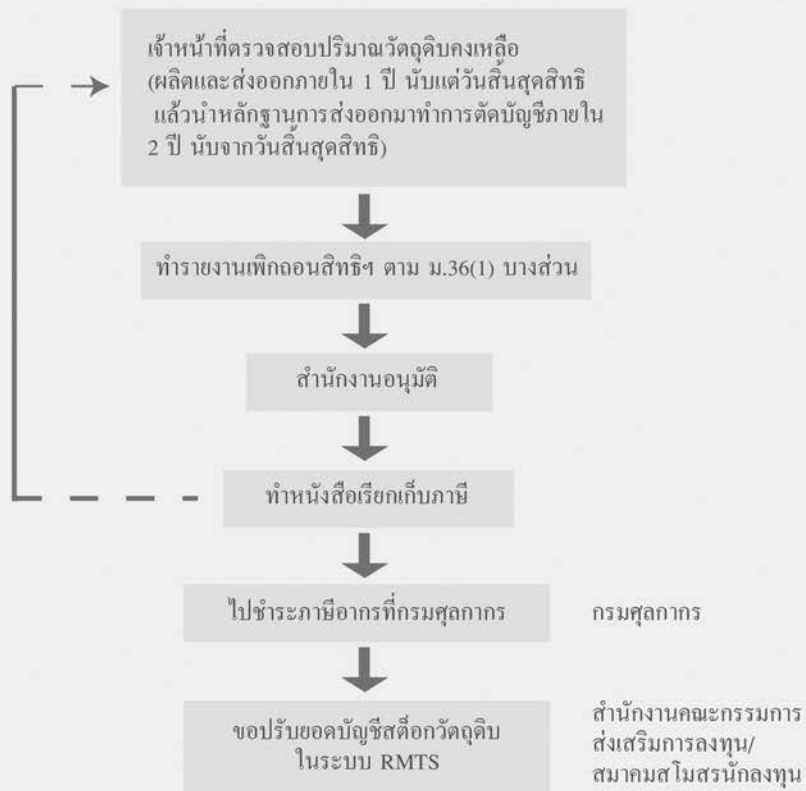 เจ้าหน้าที่ตรวจสอบปริมาณวัตถุดิบคงเหลือ
(ผลิตและส่งออกภายใน 1 ปี นับแต่วันสิ้นสุดสิทธิ
แล้วนำหลักฐานการส่งออกมาทำการตัดบัญชีภายใน
2 ปี นับจากวันสิ้นสุดสิทธิ)
ทำรายงานเพิกถอนสิทธิฯ ตาม ม.36(1) บางส่วน
สำนักงานอนุมัติ
ทำหนังสือเรียกเก็บภาษี
ไปชำระภาษีอากรที่กรมศุลกากร
กรมศุลกากร
ขอปรับยอดบัญชีสต็อกวัตถุดิบ
ในระบบ RMTS
สำนักงานคณะกรรมการ
ส่งเสริมการลงทุน/
สมาคมสโมสรนักลงทุน